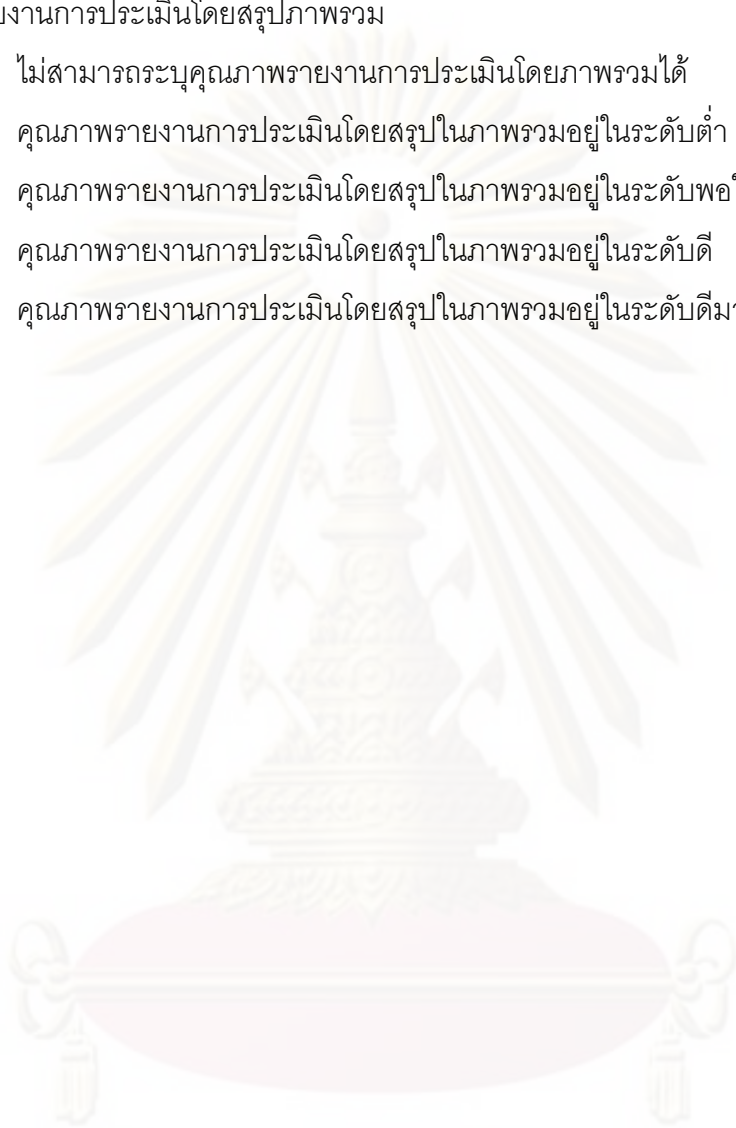 งานการประเมินโดยสรุปภาพรวม
ไม่สามารถระบุคุณภาพรายงานการประเมินโดยภาพรวมได้
คุณภาพรายงานการประเมินโดยสรุปในภาพรวมอยู่ในระดับต่ำ
คุณภาพรายงานการประเมินโดยสรุปในภาพรวมอยู่ในระดับพอ
คุณภาพรายงานการประเมินโดยสรุปในภาพรวมอยู่ในระดับดี
คุณภาพรายงานการประเมินโดยสรุปในภาพรวมอยู่ในระดับดี